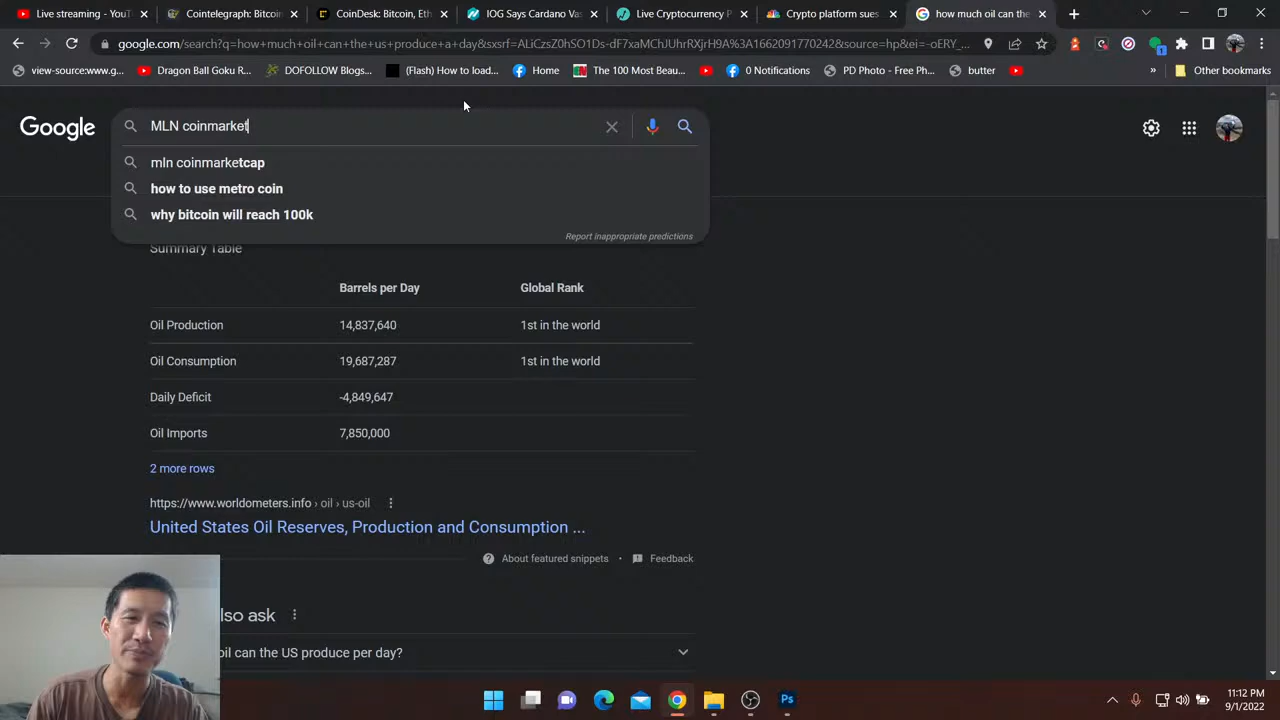 Live streaming - YouT
Cointelegraph: Bitcoin
CoinDesk: Bitcoin, Eth
IOG Says Cardano Vas
Live Cryptocurrency P
Crypto platform sues
how much oil can the
google.com/search?q=how+much+oil+can+the+us+produce+a+day&sxsrf=ALiCzsZ0hSO1Ds-dF7xaMChJUhrRXjrH9A%3A1662091770242&source=hp&ei=-oERY_...
view-source:www.g...
Dragon Ball Goku R...
DOFOLLOW Blogs...
(Flash) How to load...
Home
The 100 Most Beau...
0 Notifications
PD Photo - Free Ph...
butter
»
Other bookmarks
Google
MLN coinmarket
mln coinmarketcap
how to use metro coin
why bitcoin will reach 100k
Report inappropriate predictions
Summary Table
Barrels per Day Global Rank
Oil Production 14,837,640 1st in the world
Oil Consumption 19,687,287 1st in the world
Daily Deficit -4,849,647
Oil Imports 7,850,000
2 more rows
https://www.worldometers.info › oil › us-oil
United States Oil Reserves, Production and Consumption ...
About featured snippets • Feedback
lso ask
oil can the US produce per day?
Ps
11:12 PM
9/1/2022